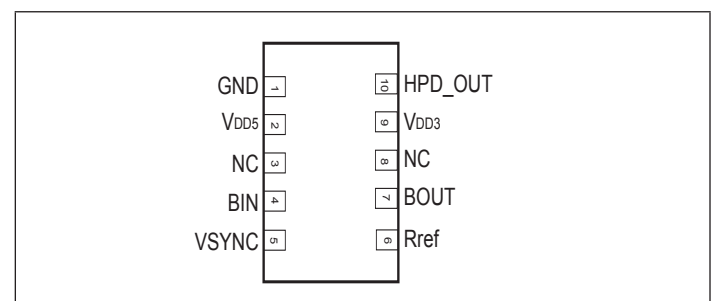 GND 1 10 HPD_OUT
VDD5 2 9 VDD3
NC 3 8 NC
BIN 4 7 BOUT
VSYNC 5 6 Rref